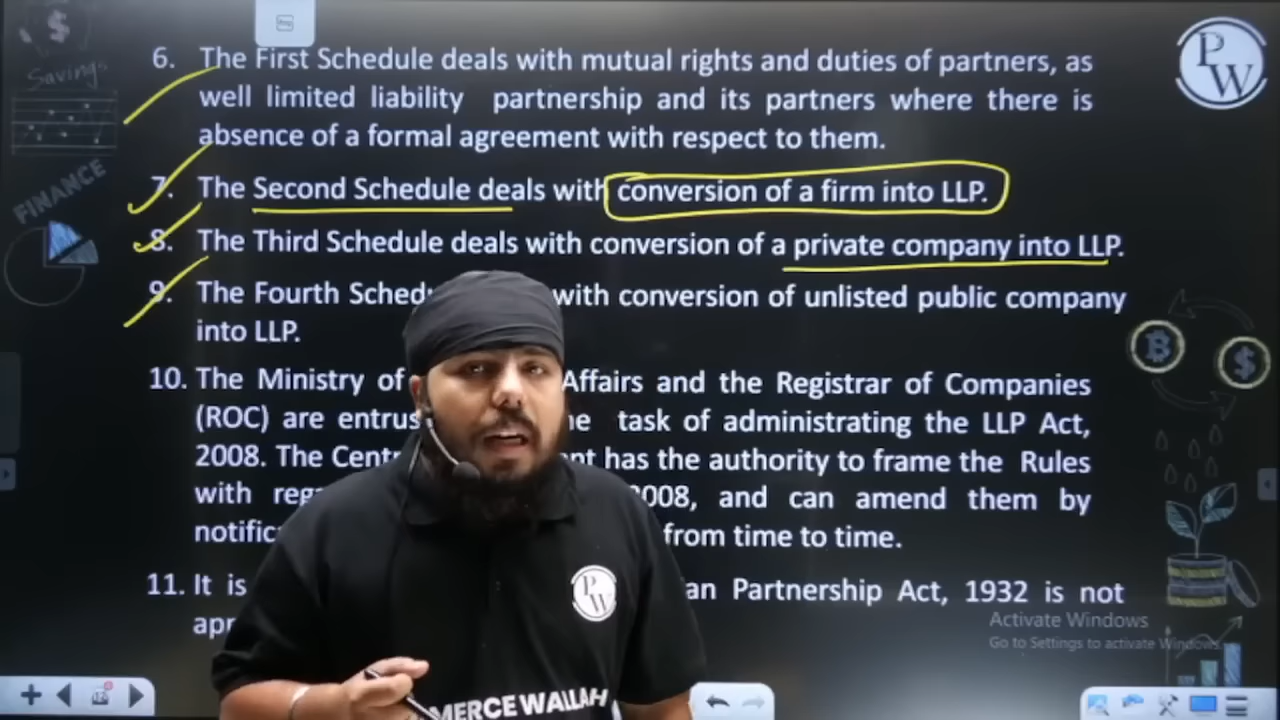 Savings
FINANCE
PW
6. The First Schedule deals with mutual rights and duties of partners, as
well limited liability partnership and its partners where there is
absence of a formal agreement with respect to them.
7. The Second Schedule deals with conversion of a firm into LLP.
8. The Third Schedule deals with conversion of a private company into LLP.
9. The Fourth Sched with conversion of unlisted public company
into LLP.
10. The Ministry of Affairs and the Registrar of Companies
(ROC) are entrus task of administrating the LLP Act,
2008. The Cent has the authority to frame the Rules
with reg 2008, and can amend them by
notific from time to time.
11. It is Partnership Act, 1932 is not
Activate Windows
Go to Settings to activate Windows.
PW
MERCE WALLAH